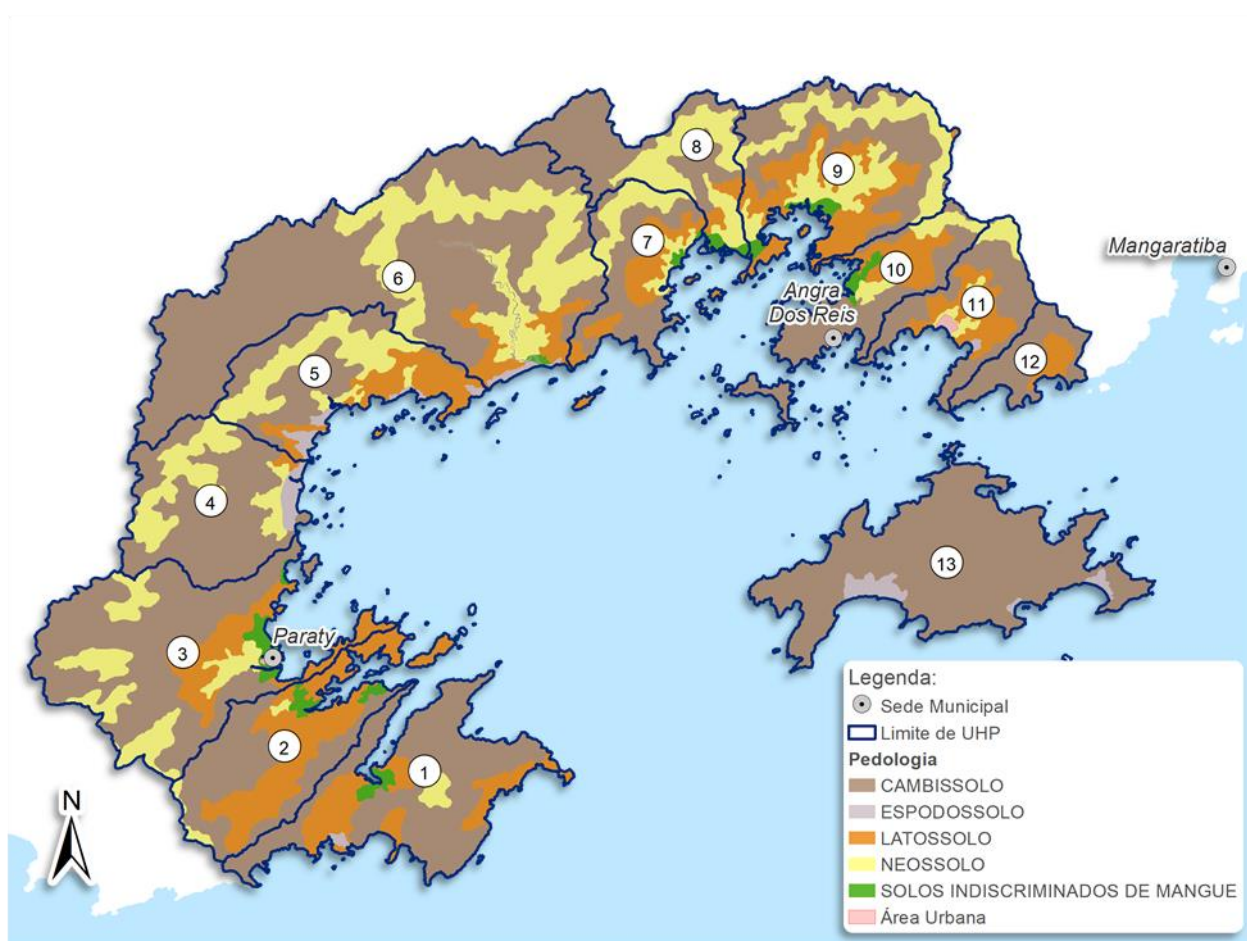 8
9
7
Mangaratiba
6
10
Angra
Dos Reis
11
5
12
4
13
3
Paratý
2
1
N
Legenda:
Sede Municipal
Limite de UHP
Pedologia
CAMBISSOLO
ESPODOSSOLO
LATOSSOLO
NEOSSOLO
SOLOS INDISCRIMINADOS DE MANGUE
Área Urbana